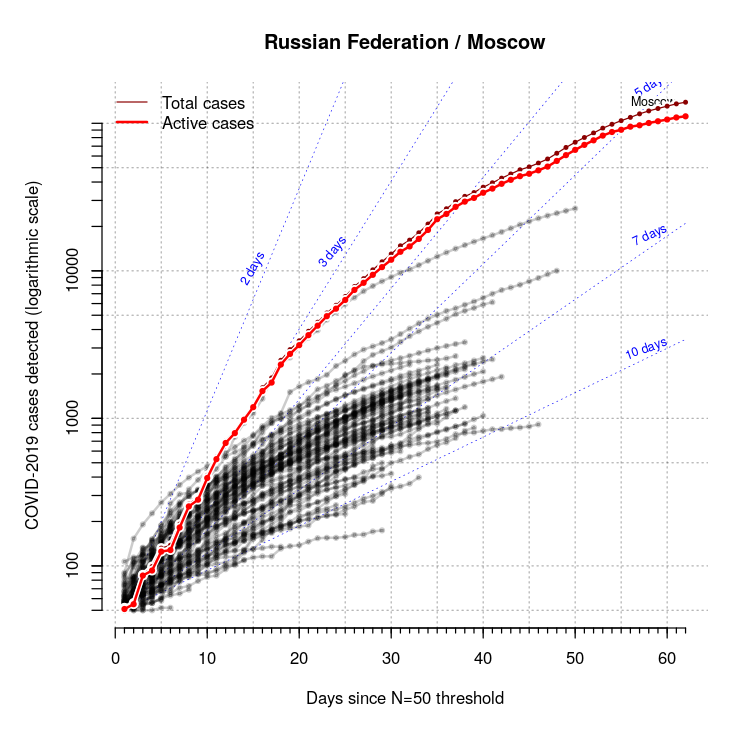 Russian Federation / Moscow
Total cases
Active cases
5 day
Moscow
2 days
3 days
7 days
10 days
COVID-2019 cases detected (logarithmic scale)
10000
1000
100
0 10 20 30 40 50 60
Days since N=50 threshold